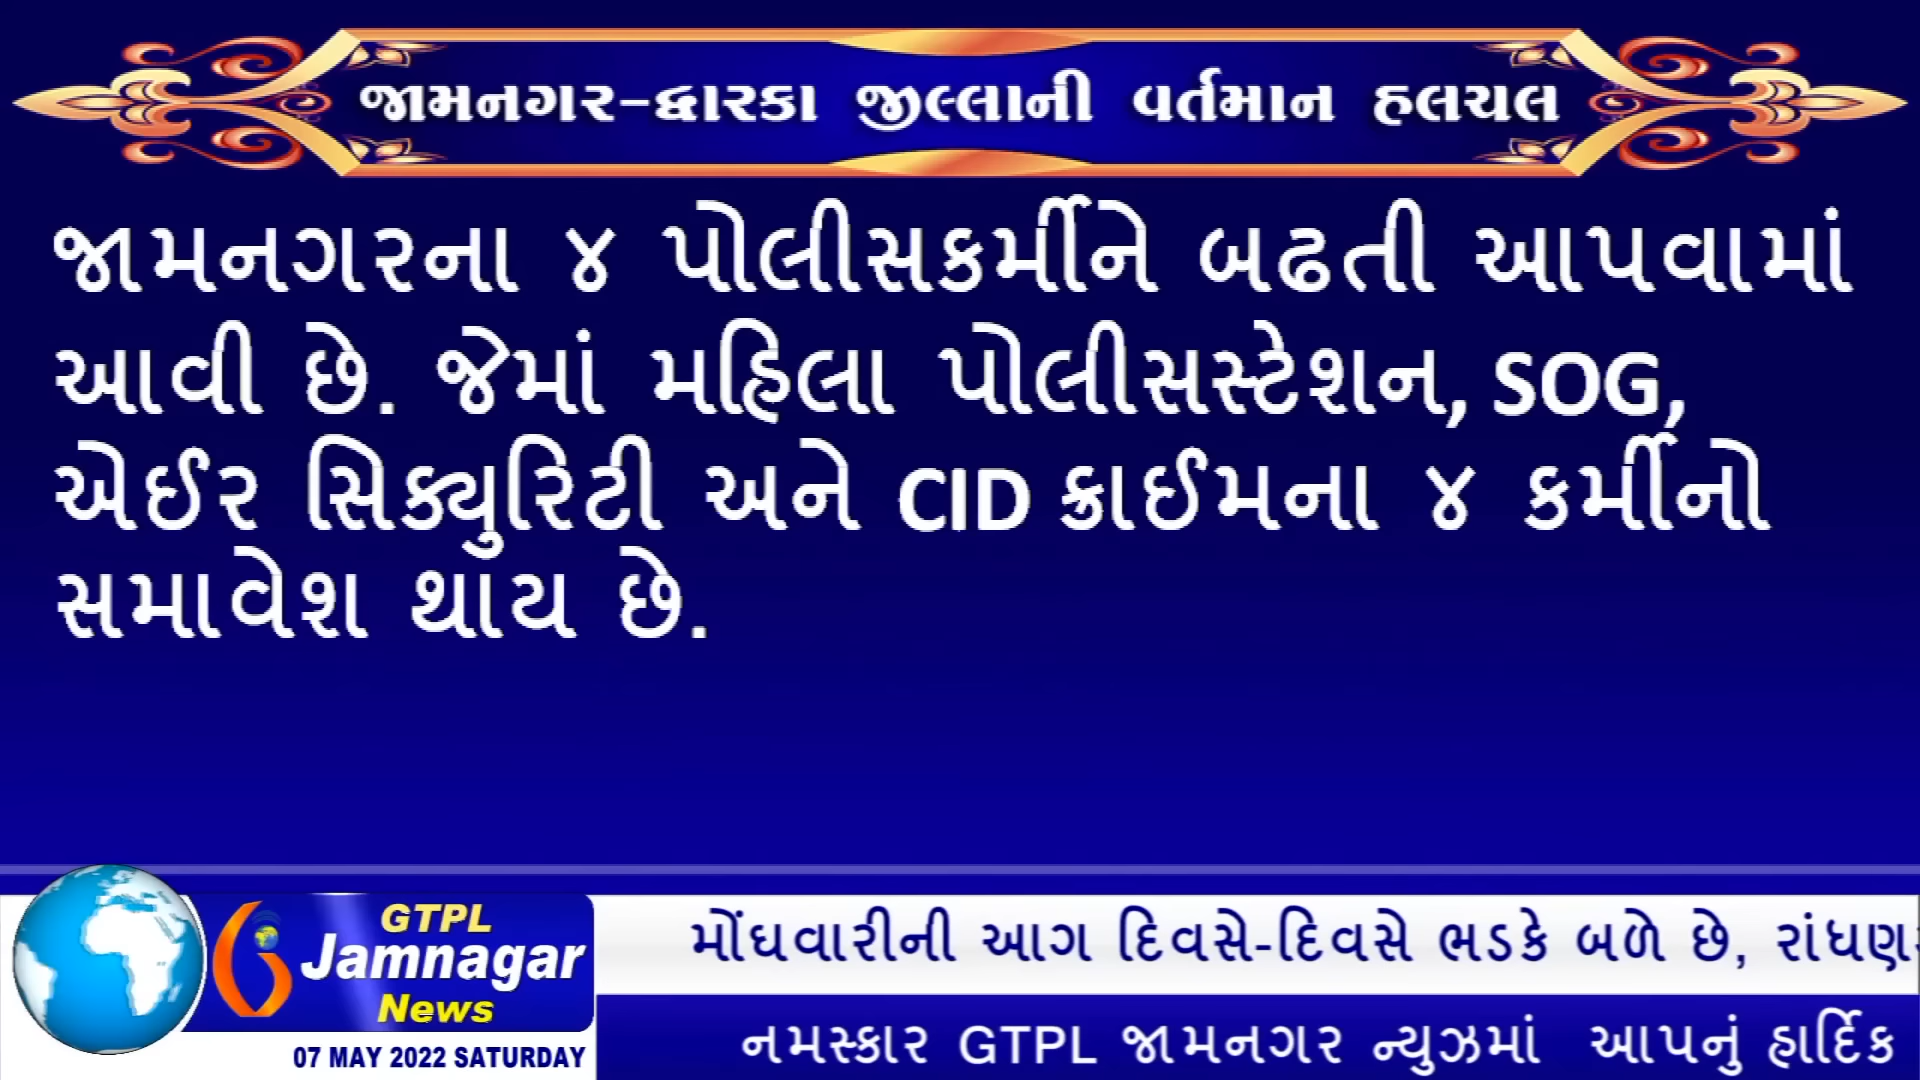 જામનગર-દ્વારકા જીલ્લાની વર્તમાન હલચલ
જામનગરના ૪ પોલીસકર્મીને બઢતી આપવામાં
આવી છે. જેમાં મહિલા પોલીસસ્ટેશન, SOG,
એઈર સિક્યુરિટી અને CID ક્રાઈમના ૪ કર્મીનો
સમાવેશ થાય છે.
GTPL
Jamnagar
News
07 MAY 2022 SATURDAY
મોંઘવારીની આગ દિવસે-દિવસે ભડકે બળે છે,
નમસ્કાર GTPL જામનગર ન્યુઝમાં આપનું હાર્દિક